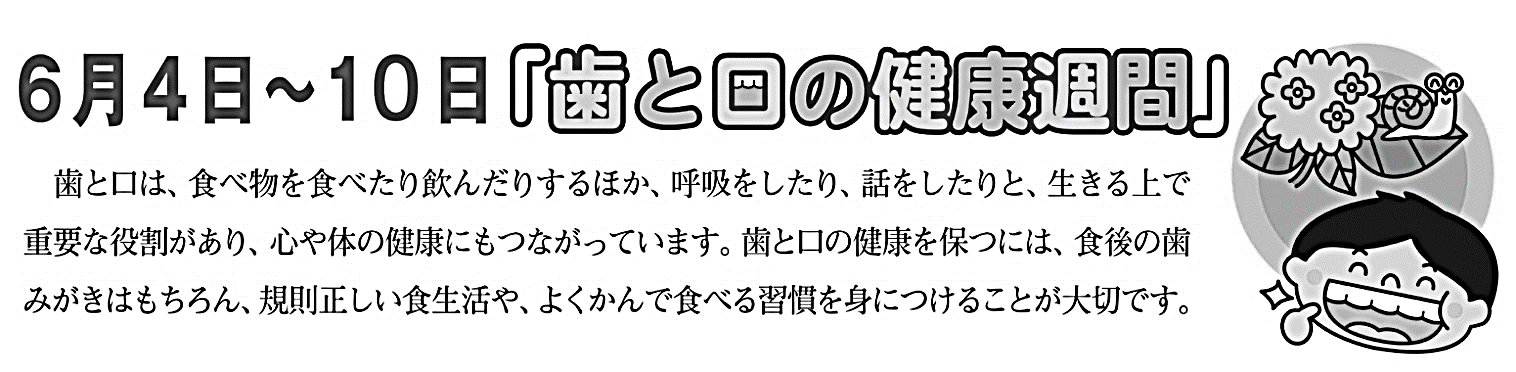 6月4日～10日「歯と口の健康週間」
　歯と口は、食べ物を食べたり飲んだりするほか、呼吸をしたり、話をしたりと、生きる上で
重要な役割があり、心や体の健康にもつながっています。歯と口の健康を保つには、食後の歯
みがきはもちろん、規則正しい食生活や、よくかんで食べる習慣を身につけることが大切です。